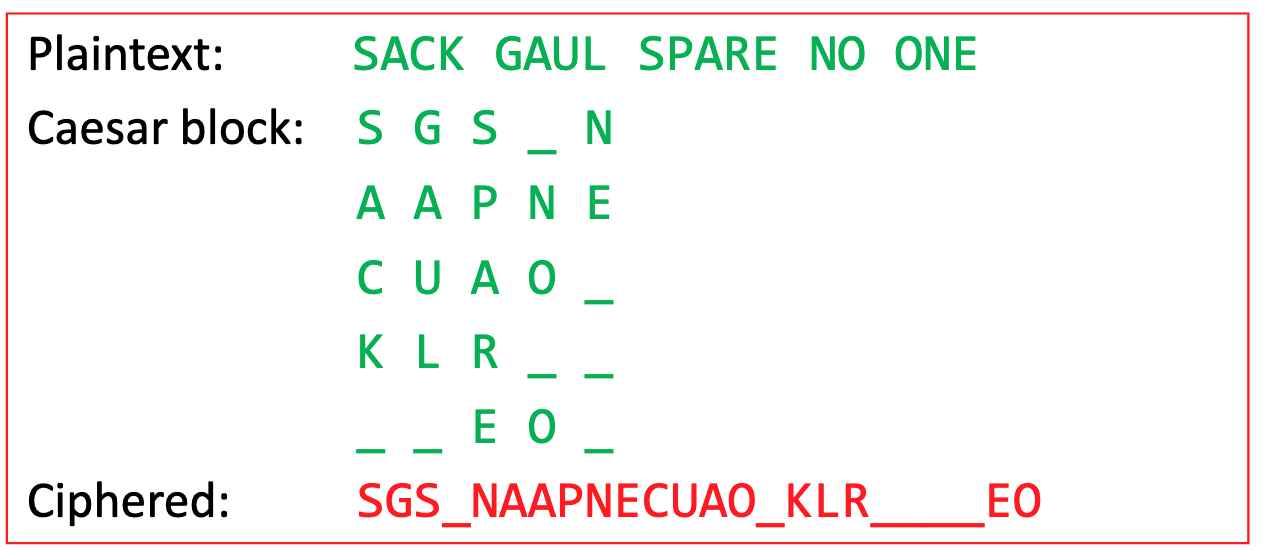 Plaintext: SACK GAUL SPARE NO ONE
Caesar block: S G S _ N
A A P N E
C U A O _
K L R _ _
_ _ E O _
Ciphered: SGS_NAAPNECUAO_KLR____EO